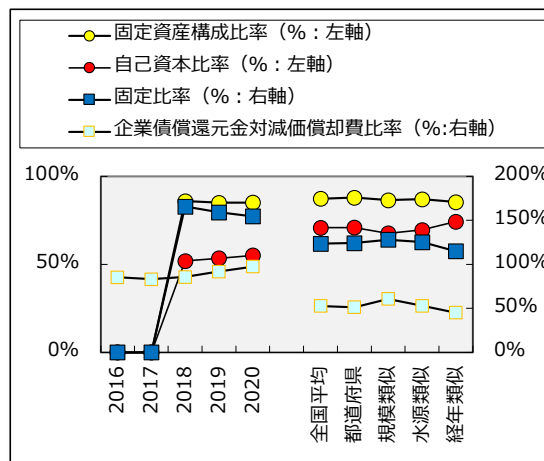 固定資産構成比率（%：左軸）
自己資本比率（%：左軸）
固定比率（%：右軸）
企業債償還元金対減価償却費比率（%:右軸）
100%
50%
0%
200%
150%
100%
50%
0%
2016
2017
2018
2019
2020
全国平均
都道府県
規模類似
水源類似
経年類似